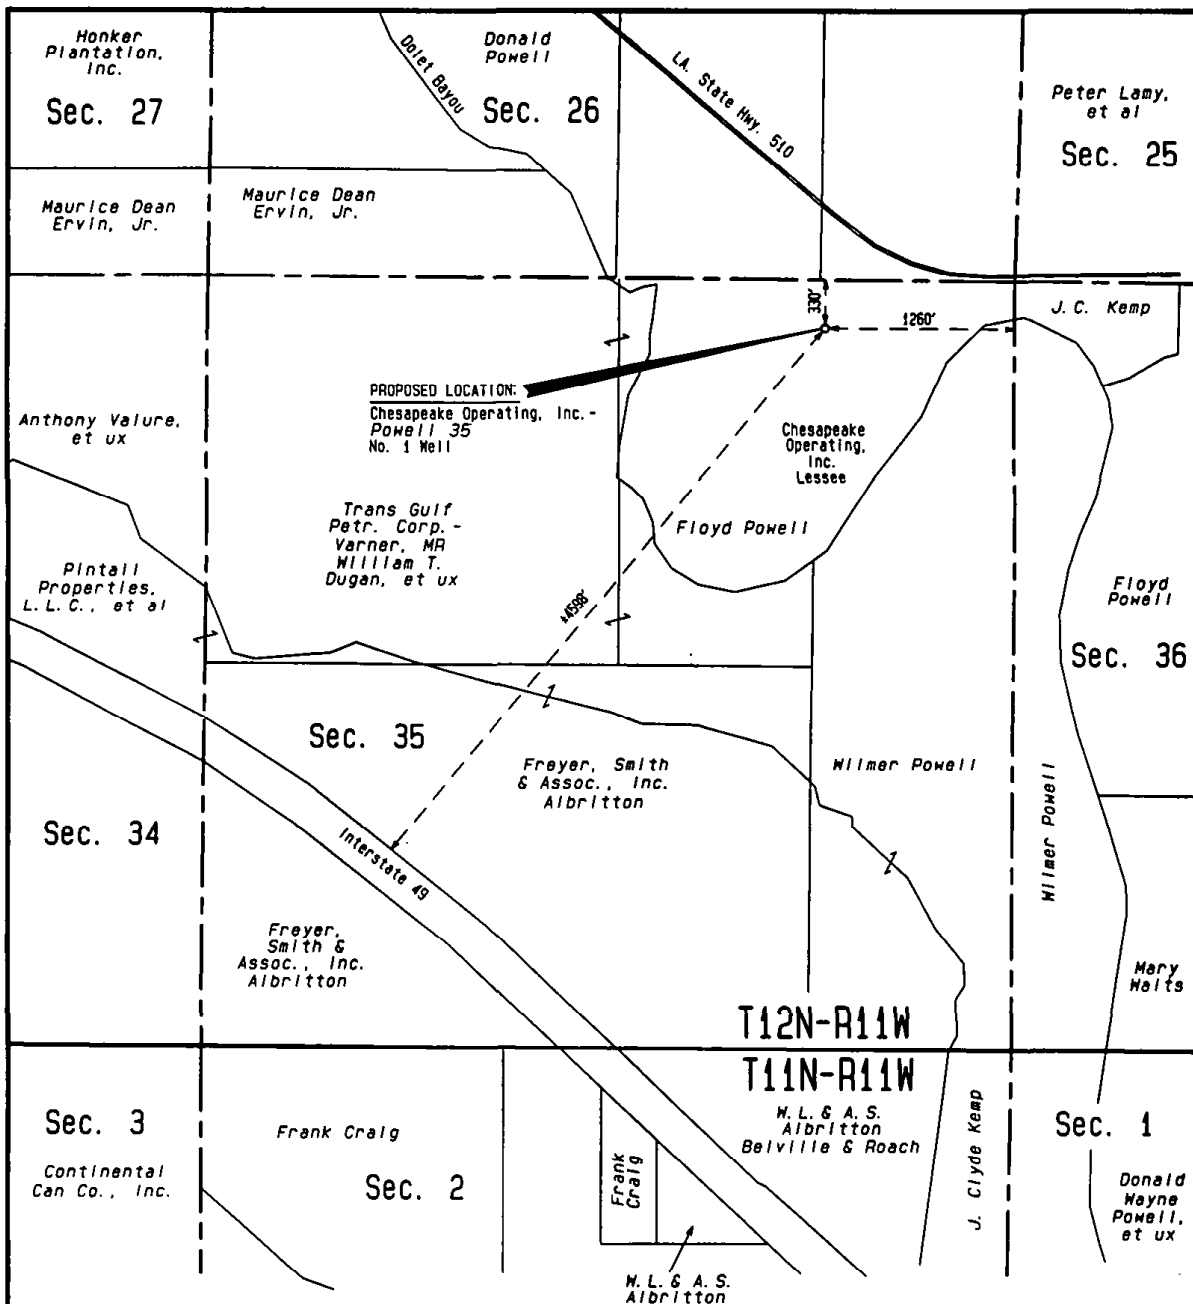 Honker
Plantation,
Inc.
Sec. 27
Dolet Bayou
Donald
Powell
Sec. 26
LA. State Hwy. 510
Peter Lamy,
et al
Sec. 25
Maurice Dean
Ervin, Jr.
Maurice Dean
Ervin, Jr.
330'
1260'
J. C. Kemp
PROPOSED LOCATION:
Chesapeake Operating, Inc.-
Powell 35
No. 1 Well
Anthony Valure,
et ux
Chesapeake
Operating,
Inc.
Lessee
Trans Gulf
Petr. Corp.-
Varner, MR
William T.
Dugan, et ux
Floyd Powell
Pintail
Properties,
L.L.C., et al
±4598'
Floyd
Powell
Sec. 36
Sec. 35
Freyer, Smith
& Assoc., Inc.
Albritton
Wilmer Powell
Wilmer Powell
Sec. 34
Interstate 49
Freyer,
Smith &
Assoc., Inc.
Albritton
Mary
Walts
T12N-R11W
T11N-R11W
Sec. 3
Continental
Can Co., Inc.
Frank Craig
Sec. 2
Frank
Craig
W. L. & A. S.
Albritton
Belville & Roach
J. Clyde Kemp
Sec. 1
Donald
Wayne
Powell,
et ux
W. L. & A. S.
Albritton